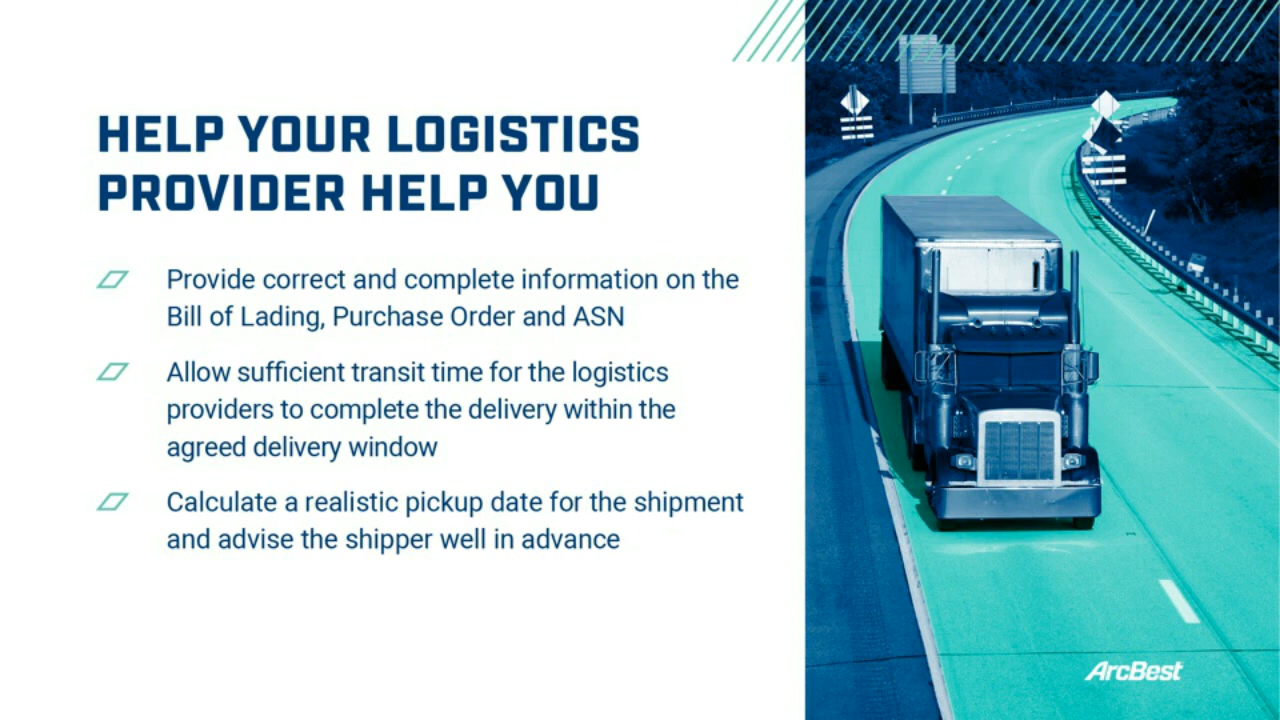 HELP YOUR LOGISTICS
PROVIDER HELP YOU
Provide correct and complete information on the
Bill of Lading, Purchase Order and ASN
Allow sufficient transit time for the logistics
providers to complete the delivery within the
agreed delivery window
Calculate a realistic pickup date for the shipment
and advise the shipper well in advance
ArcBest